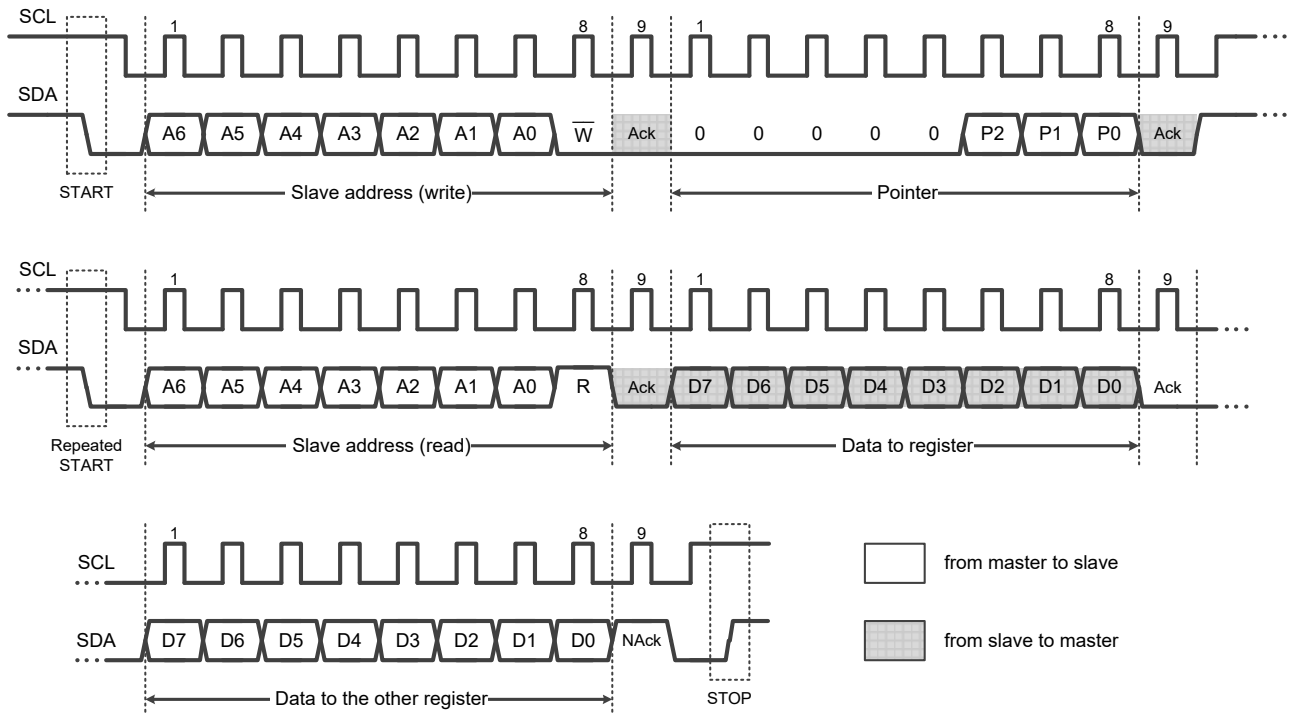 SCL
1 8 9 1 8 9
SDA
A6 A5 A4 A3 A2 A1 A0 W̅ Ack 0 0 0 0 0 P2 P1 P0 Ack
START
Slave address (write)
Pointer
SCL
1 8 9 1 8 9
SDA
A6 A5 A4 A3 A2 A1 A0 R Ack D7 D6 D5 D4 D3 D2 D1 D0 Ack
Repeated
START
Slave address (read)
Data to register
1 8 9
SCL
from master to slave
SDA
D7 D6 D5 D4 D3 D2 D1 D0 NAck
from slave to master
Data to the other register
STOP